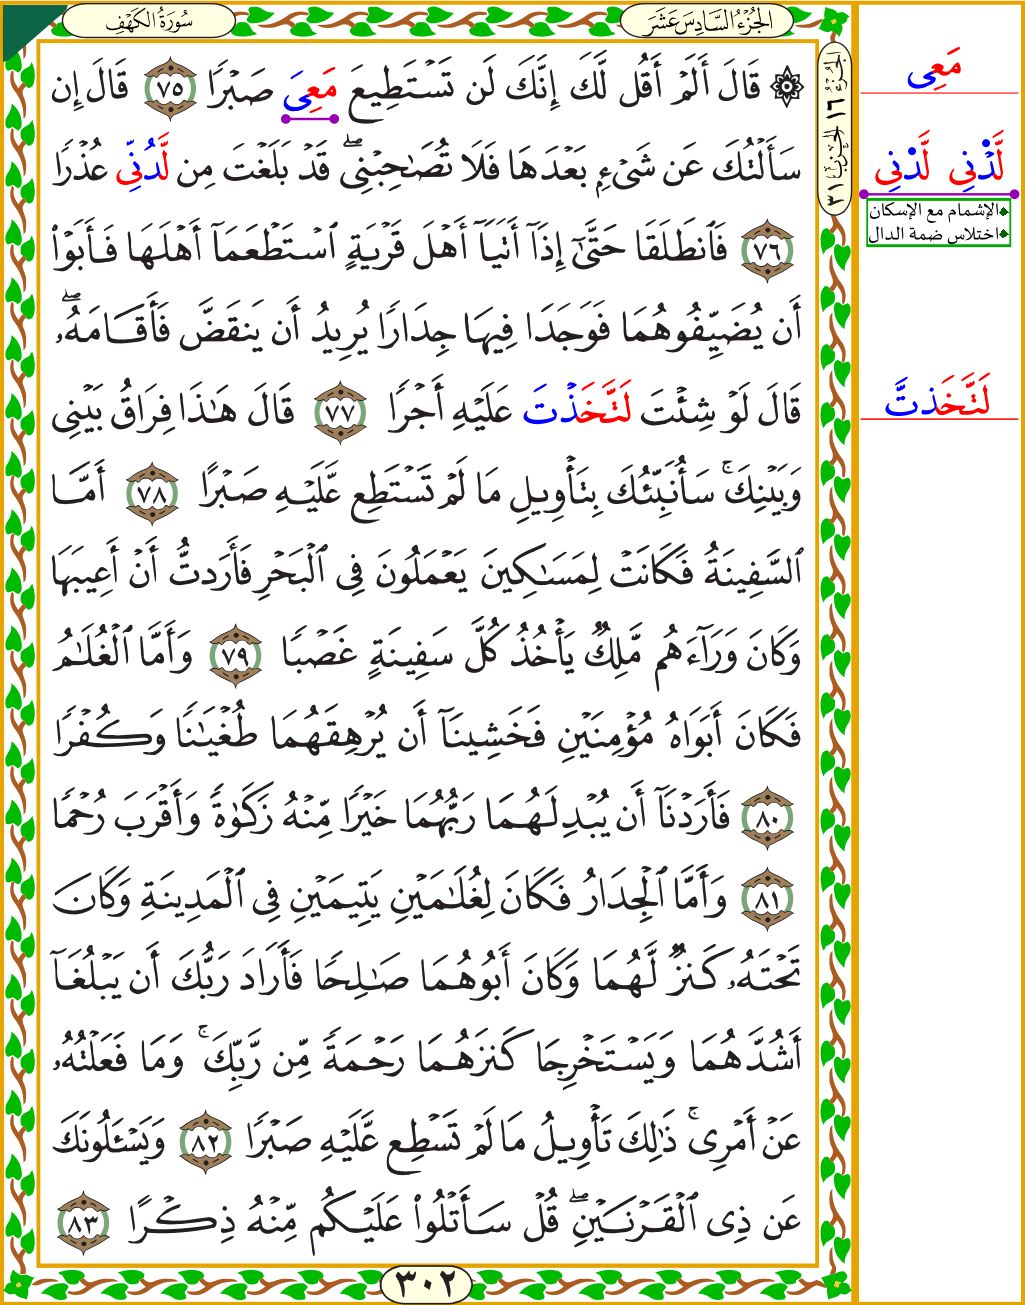 سُورَةُ الكَهْفِ
الجُزْءُ السَّادِسَ عَشَرَ
الجُزْءُ ١٦ الحِزْبُ ٣١
۞ قَالَ أَلَمْ أَقُل لَّكَ إِنَّكَ لَن تَسْتَطِيعَ مَعِىَ صَبْرًا ٧٥ قَالَ إِن
سَأَلْتُكَ عَن شَىْءٍۭ بَعْدَهَا فَلَا تُصَٰحِبْنِى ۖ قَدْ بَلَغْتَ مِن لَّدُنِّى عُذْرًا
٧٦ فَٱنطَلَقَا حَتَّىٰٓ إِذَآ أَتَيَآ أَهْلَ قَرْيَةٍ ٱسْتَطْعَمَآ أَهْلَهَا فَأَبَوْا۟
أَن يُضَيِّفُوهُمَا فَوَجَدَا فِيهَا جِدَارًا يُرِيدُ أَن يَنقَضَّ فَأَقَامَهُۥ ۖ
قَالَ لَوْ شِئْتَ لَتَّخَذْتَ عَلَيْهِ أَجْرًا ٧٧ قَالَ هَٰذَا فِرَاقُ بَيْنِى
وَبَيْنِكَ ۚ سَأُنَبِّئُكَ بِتَأْوِيلِ مَا لَمْ تَسْتَطِع عَّلَيْهِ صَبْرًا ٧٨ أَمَّا
ٱلسَّفِينَةُ فَكَانَتْ لِمَسَٰكِينَ يَعْمَلُونَ فِى ٱلْبَحْرِ فَأَرَدتُّ أَنْ أَعِيبَهَا
وَكَانَ وَرَآءَهُم مَّلِكٌ يَأْخُذُ كُلَّ سَفِينَةٍ غَصْبًا ٧٩ وَأَمَّا ٱلْغُلَٰمُ
فَكَانَ أَبَوَاهُ مُؤْمِنَيْنِ فَخَشِينَآ أَن يُرْهِقَهُمَا طُغْيَٰنًا وَكُفْرًا
٨٠ فَأَرَدْنَآ أَن يُبْدِلَهُمَا رَبُّهُمَا خَيْرًا مِّنْهُ زَكَوٰةً وَأَقْرَبَ رُحْمًا
٨١ وَأَمَّا ٱلْجِدَارُ فَكَانَ لِغُلَٰمَيْنِ يَتِيمَيْنِ فِى ٱلْمَدِينَةِ وَكَانَ
تَحْتَهُۥ كَنزٌ لَّهُمَا وَكَانَ أَبُوهُمَا صَٰلِحًا فَأَرَادَ رَبُّكَ أَن يَبْلُغَآ
أَشُدَّهُمَا وَيَسْتَخْرِجَا كَنزَهُمَا رَحْمَةً مِّن رَّبِّكَ ۚ وَمَا فَعَلْتُهُۥ
عَنْ أَمْرِى ۚ ذَٰلِكَ تَأْوِيلُ مَا لَمْ تَسْطِع عَّلَيْهِ صَبْرًا ٨٢ وَيَسْـَٔلُونَكَ
عَن ذِى ٱلْقَرْنَيْنِ ۖ قُلْ سَأَتْلُوا۟ عَلَيْكُم مِّنْهُ ذِكْرًا ٨٣
٣٠٢
مَعِى
لَّدْنِى لَّدْنِى
الإشمام مع الإسكان
اختلاس ضمة الدال
لَتَّخَذتَّ